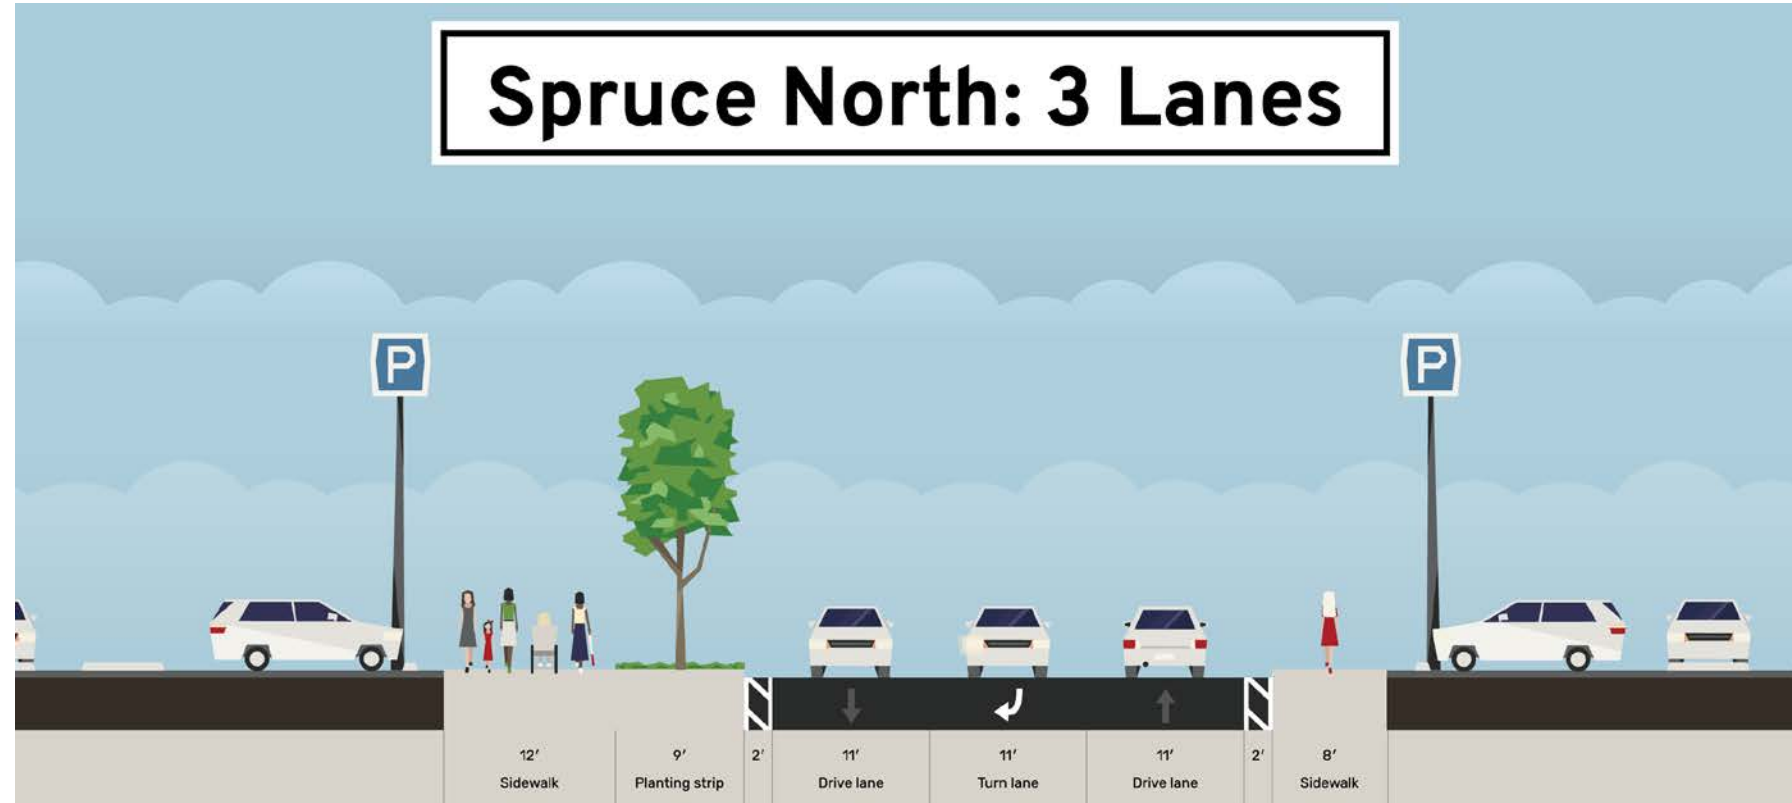 Spruce North: 3 Lanes
P
P
12′
9′
2′
11′
11′
11′
2′
8′
Sidewalk
Planting strip
Drive lane
Turn lane
Drive lane
Sidewalk